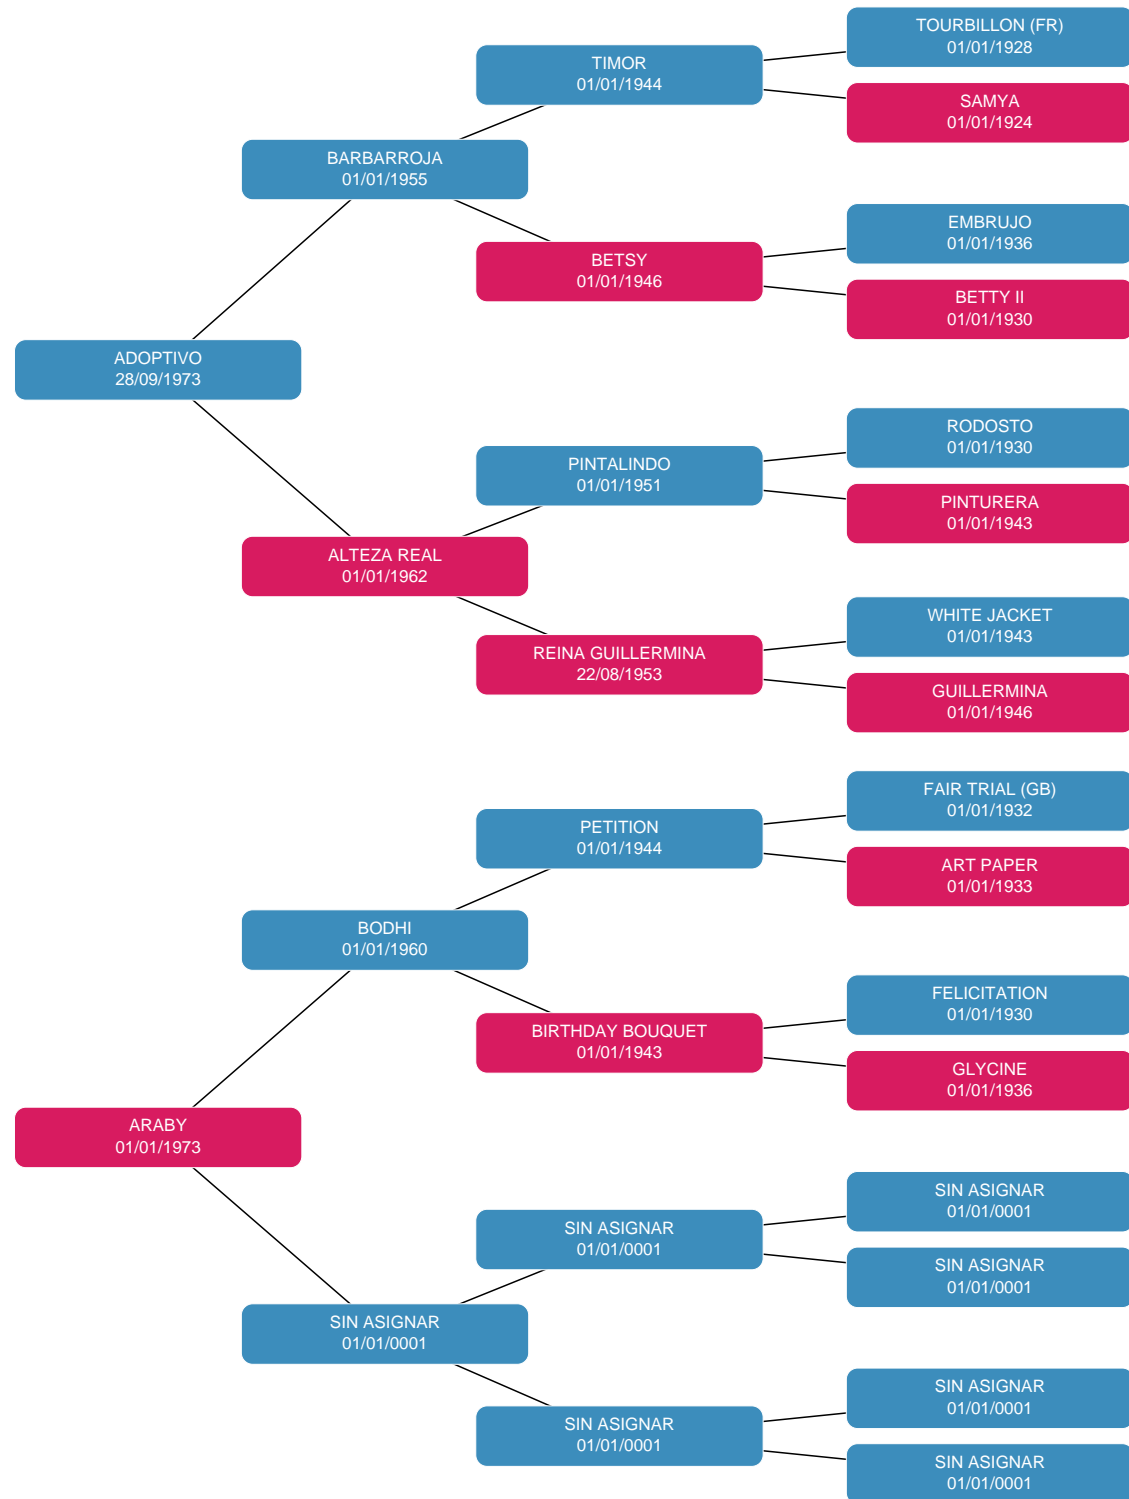 TOURBILLON (FR)
01/01/1928
TIMOR
01/01/1944
SAMYA
01/01/1924
BARBARROJA
01/01/1955
EMBRUJO
01/01/1936
BETSY
01/01/1946
BETTY II
01/01/1930
ADOPTIVO
28/09/1973
RODOSTO
01/01/1930
PINTALINDO
01/01/1951
PINTURERA
01/01/1943
ALTEZA REAL
01/01/1962
WHITE JACKET
01/01/1943
REINA GUILLERMINA
22/08/1953
GUILLERMINA
01/01/1946
FAIR TRIAL (GB)
01/01/1932
PETITION
01/01/1944
ART PAPER
01/01/1933
BODHI
01/01/1960
FELICITATION
01/01/1930
BIRTHDAY BOUQUET
01/01/1943
GLYCINE
01/01/1936
ARABY
01/01/1973
SIN ASIGNAR
01/01/0001
SIN ASIGNAR
01/01/0001
SIN ASIGNAR
01/01/0001
SIN ASIGNAR
01/01/0001
SIN ASIGNAR
01/01/0001
SIN ASIGNAR
01/01/0001
SIN ASIGNAR
01/01/0001